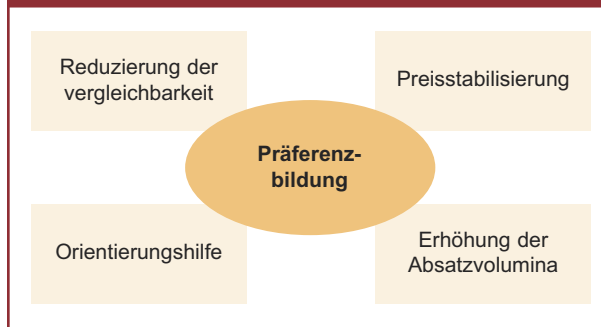 Reduzierung der
vergleichbarkeit
Preisstabilisierung
Präferenz-
bildung
Orientierungshilfe
Erhöhung der
Absatzvolumina